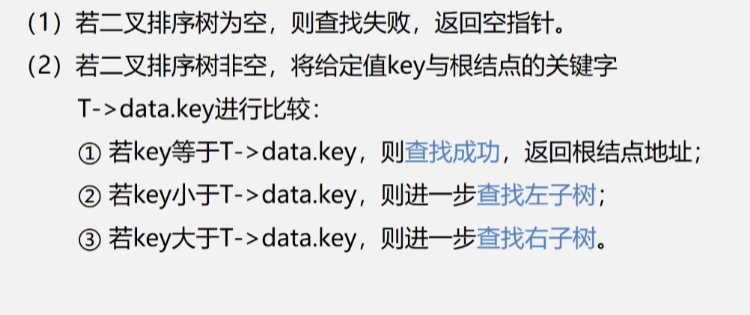 （1）若二叉排序树为空，则查找失败，返回空指针。
（2）若二叉排序树非空，将给定值key与根结点的关键字
T->data.key进行比较：
① 若key等于T->data.key，则查找成功，返回根结点地址；
② 若key小于T->data.key，则进一步查找左子树；
③ 若key大于T->data.key，则进一步查找右子树。